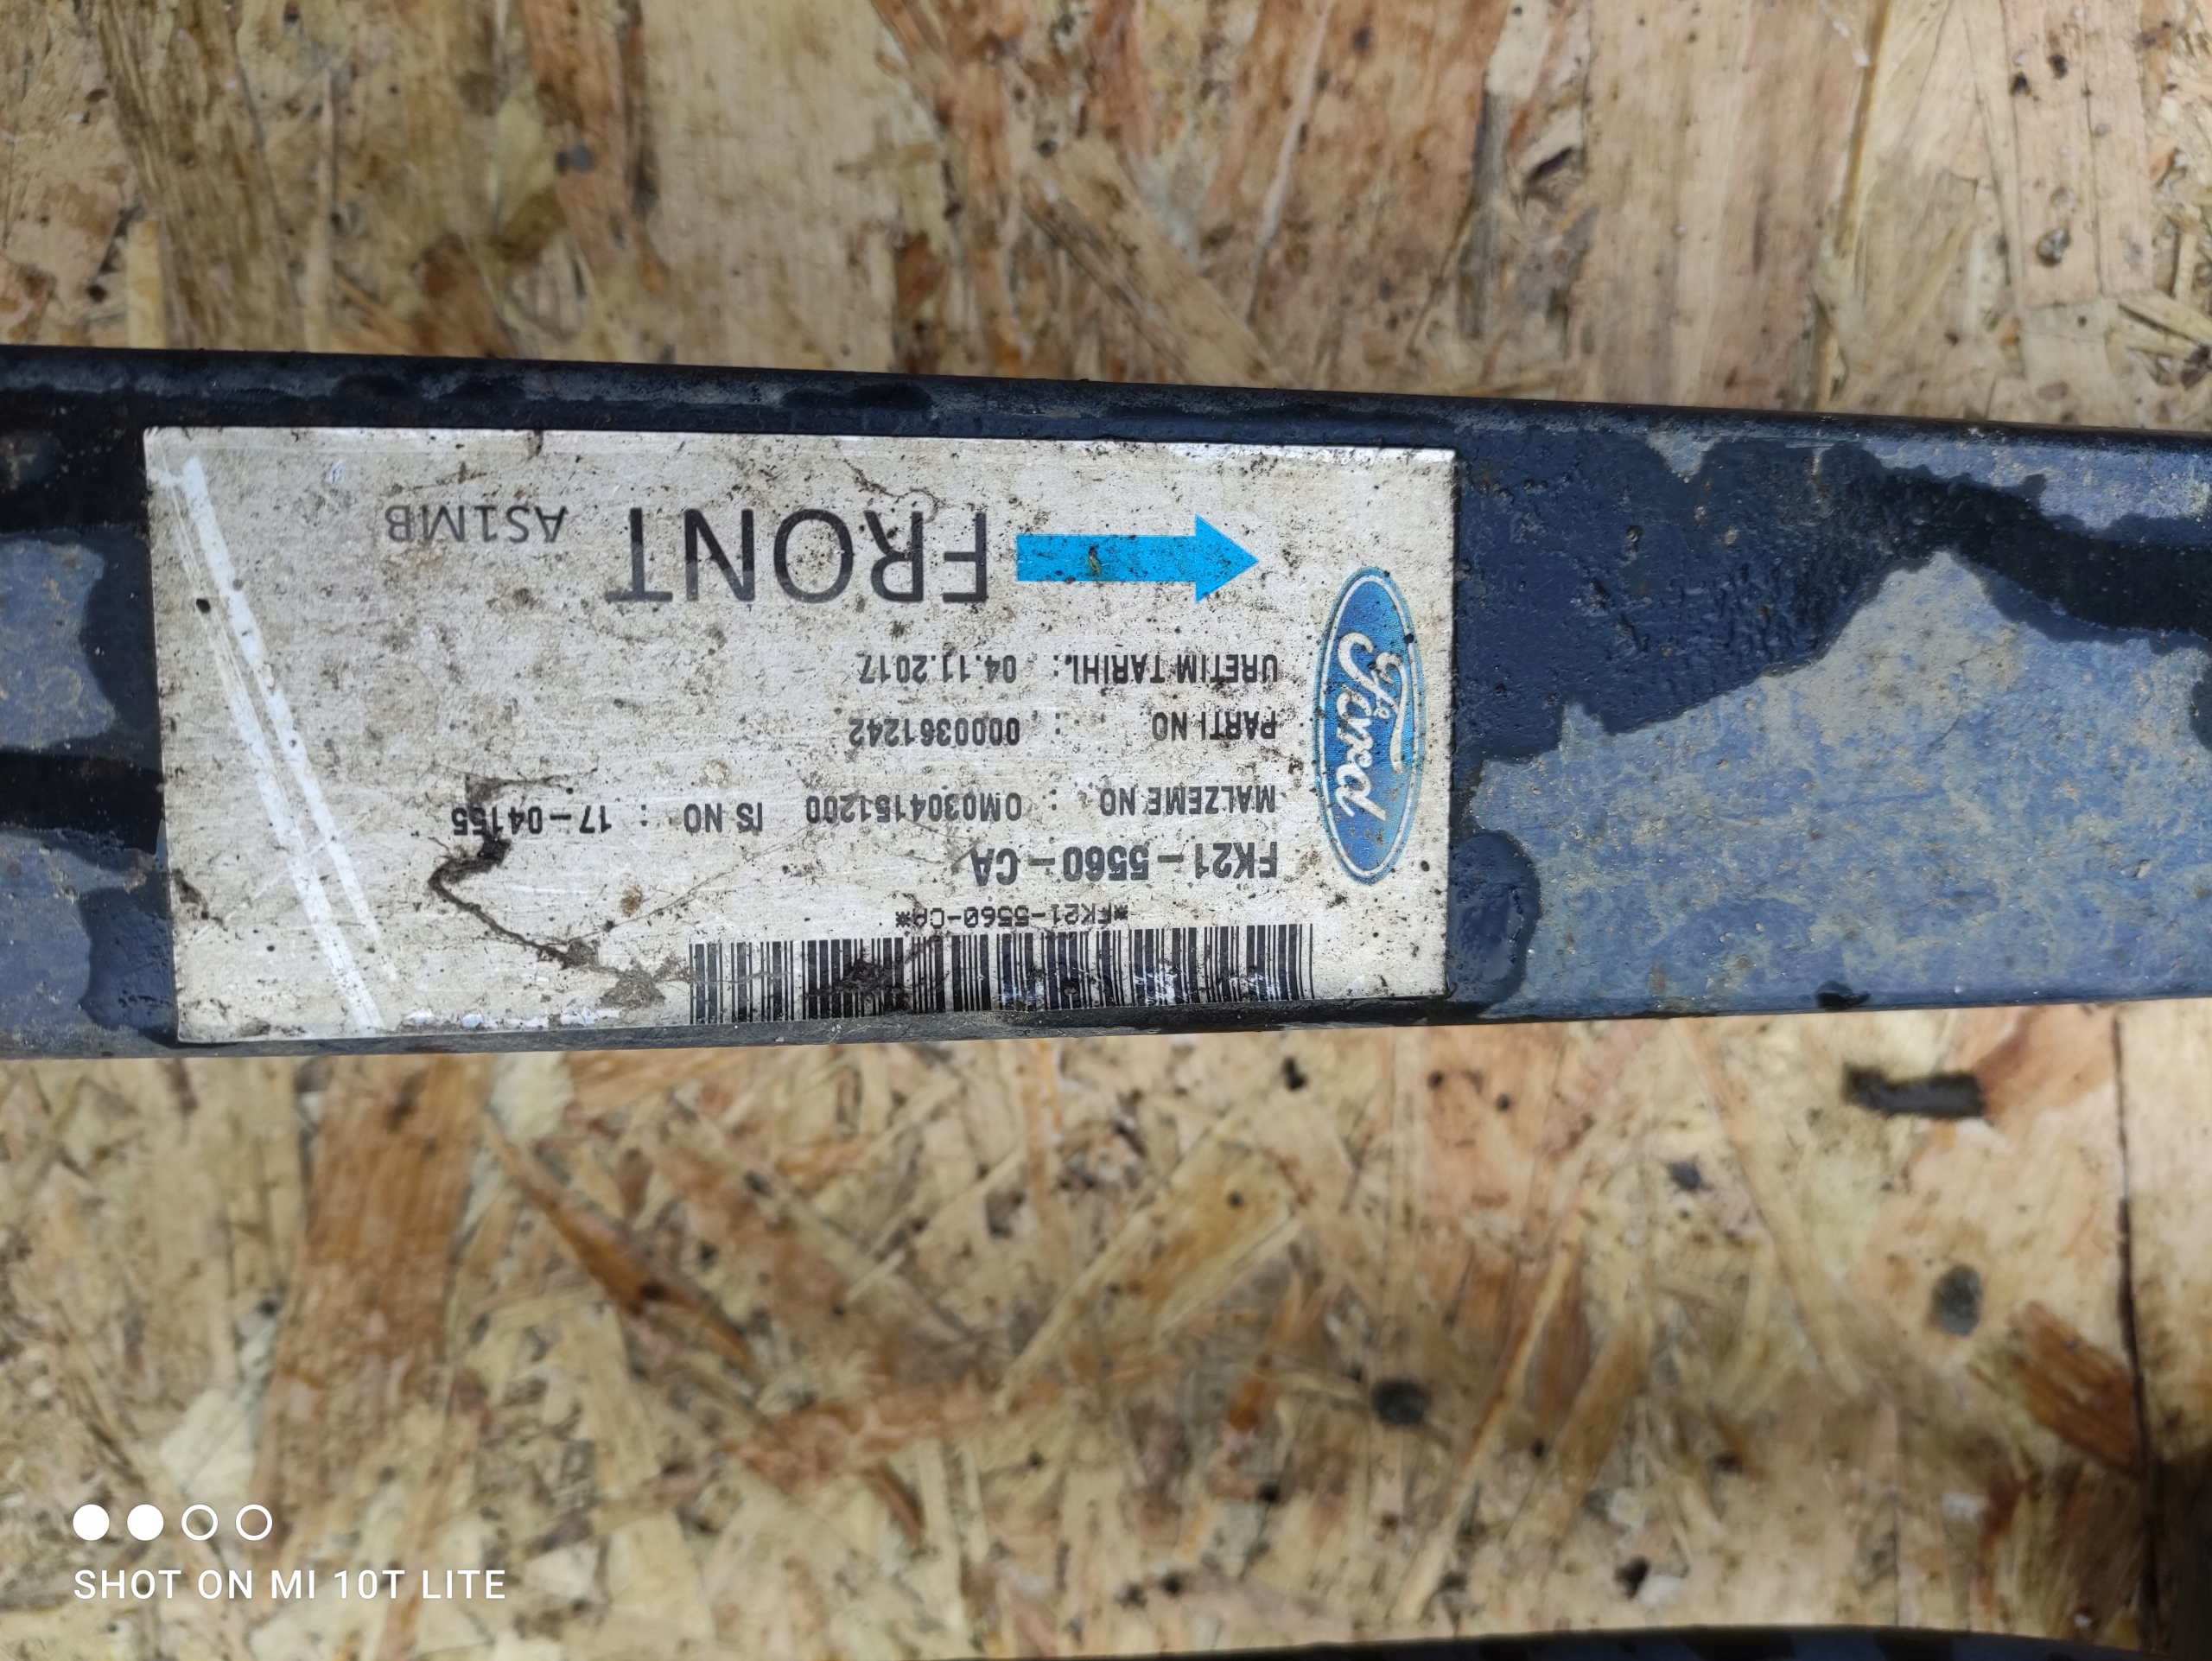 *FK21-5560-CA*
FK21-5560-CA
MALZEME NO : OM0304151200 IS NO : 17-04155
PARTI NO : 0000361242
URETIM TARIHI.: 04.11.2017
FRONT AS1MB
Ford
SHOT ON MI 10T LITE